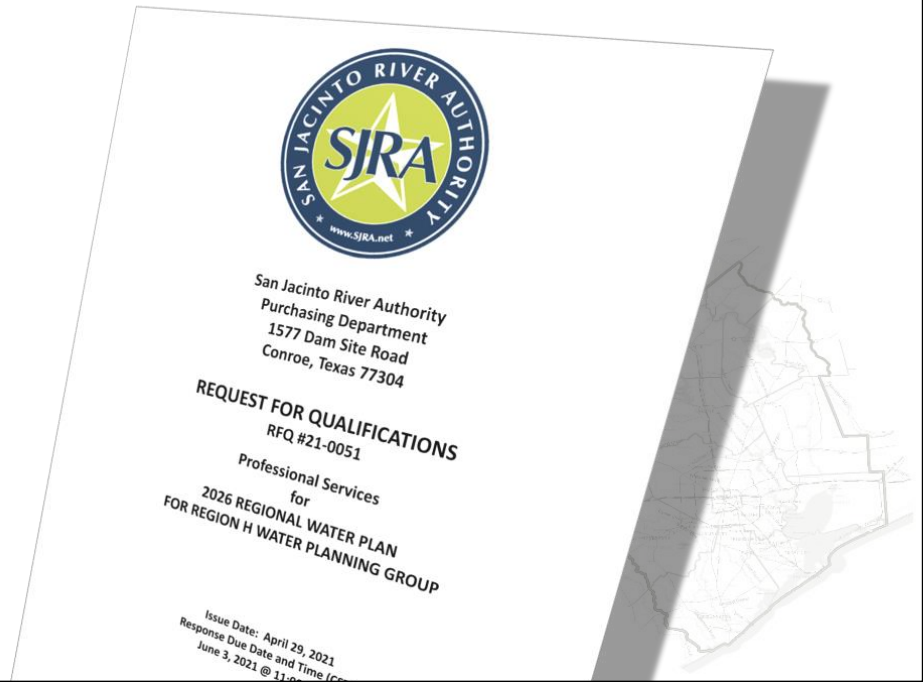 SAN JACINTO RIVER AUTHORITY
SJRA
www.SJRA.net
San Jacinto River Authority
Purchasing Department
1577 Dam Site Road
Conroe, Texas 77304
REQUEST FOR QUALIFICATIONS
RFQ #21-0051
Professional Services
for
2026 REGIONAL WATER PLAN
FOR REGION H WATER PLANNING GROUP
Issue Date: April 29, 2021
Response Due Date and Time
June 3, 2021 @